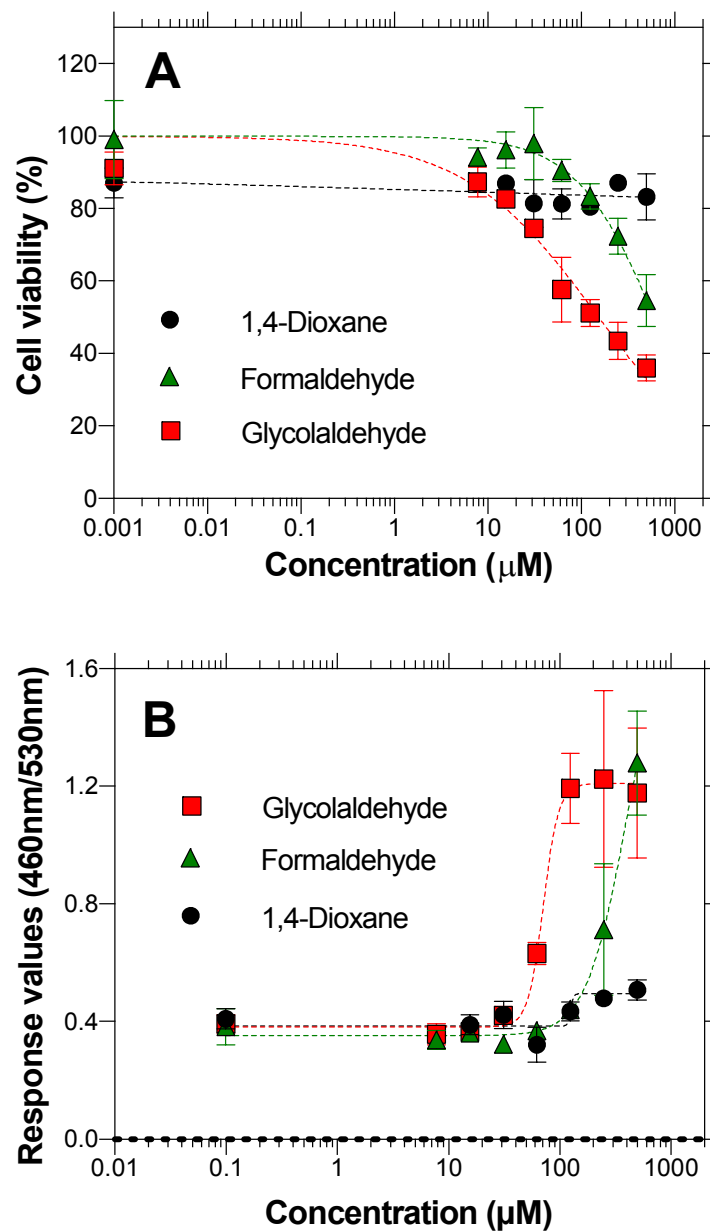 A
120
100
80
60
40
20
0
Cell viability (%)
1,4-Dioxane
Formaldehyde
Glycolaldehyde
0.001 0.01 0.1 1 10 100 1000
Concentration (μM)
B
1.6
1.2
0.8
0.4
0.0
Response values (460nm/530nm)
Glycolaldehyde
Formaldehyde
1,4-Dioxane
0.01 0.1 1 10 100 1000
Concentration (µM)